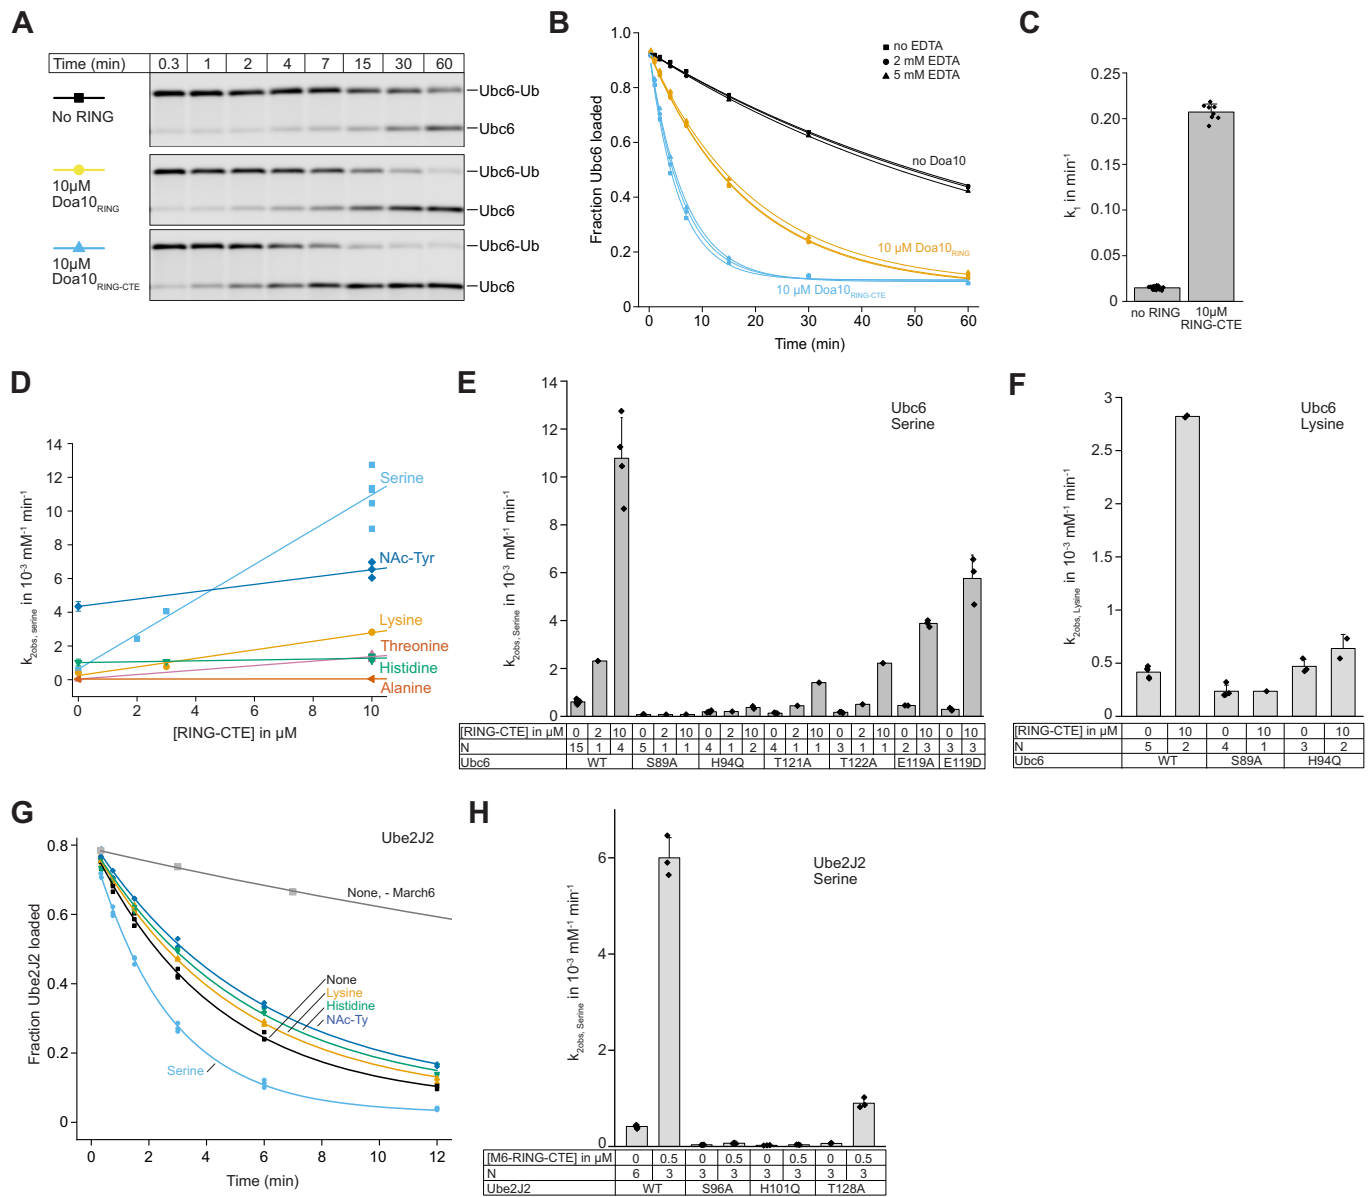 A
Time (min) 0.3 1 2 4 7 15 30 60
No RING
Ubc6-Ub
Ubc6
10µM
Doa10RING
Ubc6-Ub
Ubc6
10µM
Doa10RING-CTE
Ubc6-Ub
Ubc6
B
1.0
0.8
0.6
0.4
0.2
0
Fraction Ubc6 loaded
no EDTA
2 mM EDTA
5 mM EDTA
no Doa10
10 µM Doa10RING
10 µM Doa10RING-CTE
0 10 20 30 40 50 60
Time (min)
C
0.25
0.20
0.15
0.10
0.05
0
k1 in min-1
no RING
10µM
RING-CTE
D
14
12
10
8
6
4
2
0
k2obs, serine in 10-3 mM-1 min-1
Serine
NAc-Tyr
Lysine
Threonine
Histidine
Alanine
0 2 4 6 8 10
[RING-CTE] in µM
E
14
12
10
8
6
4
2
0
k2obs, Serine in 10-3 mM-1 min-1
Ubc6
Serine
[RING-CTE] in µM 0 2 10 0 2 10 0 2 10 0 2 10 0 2 10 0 10 0 10
N 15 1 4 5 1 1 4 1 2 4 1 1 3 1 1 2 3 3 3
Ubc6 WT S89A H94Q T121A T122A E119A E119D
F
3
2.5
2
1.5
1
0.5
0
k2obs, Lysine in 10-3 mM-1 min-1
Ubc6
Lysine
[RING-CTE] in µM 0 10 0 10 0 10
N 5 2 4 1 3 2
Ubc6 WT S89A H94Q
G
0.8
0.6
0.4
0.2
0
Fraction Ube2J2 loaded
Ube2J2
None, - March6
None
Lysine
Histidine
NAc-Ty
Serine
0 2 4 6 8 10 12
Time (min)
H
6
4
2
0
k2obs, Serine in 10-3 mM-1 min-1
Ube2J2
Serine
[M6-RING-CTE] in µM 0 0.5 0 0.5 0 0.5 0 0.5
N 6 3 3 3 3 3 3 3
Ube2J2 WT S96A H101Q T128A